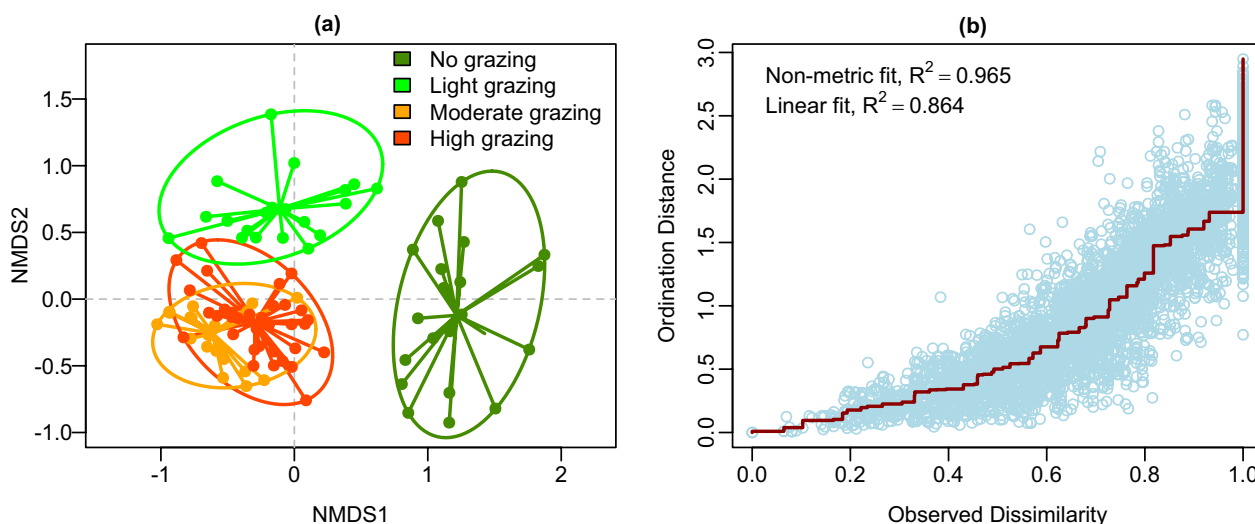 (a)
No grazing
Light grazing
Moderate grazing
High grazing
NMDS2
1.5
1.0
0.5
0.0
-0.5
-1.0
-1
0
1
2
NMDS1
(b)
Non-metric fit, R² = 0.965
Linear fit, R² = 0.864
Ordination Distance
3.0
2.5
2.0
1.5
1.0
0.5
0.0
0.0
0.2
0.4
0.6
0.8
1.0
Observed Dissimilarity